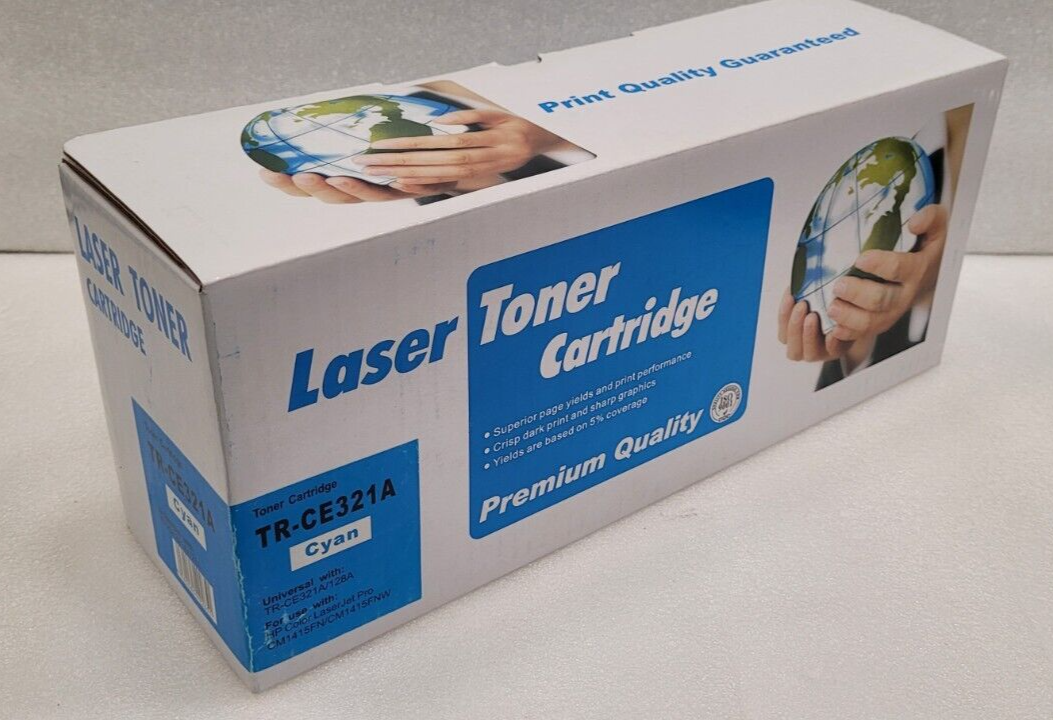 Print Quality Guaranteed
LASER TONER
CARTRIDGE
TR-CE321A
Cyan
Laser Toner
Cartridge
• Superior page yields and print performance
• Crisp dark print and sharp graphics
• Yields are based on 5% coverage
Premium Quality
Toner Cartridge
TR-CE321A
Cyan
Universal with:
TR-CE321A/128A
For use with:
HP Color LaserJet Pro
CM1415FN/CM1415FNW